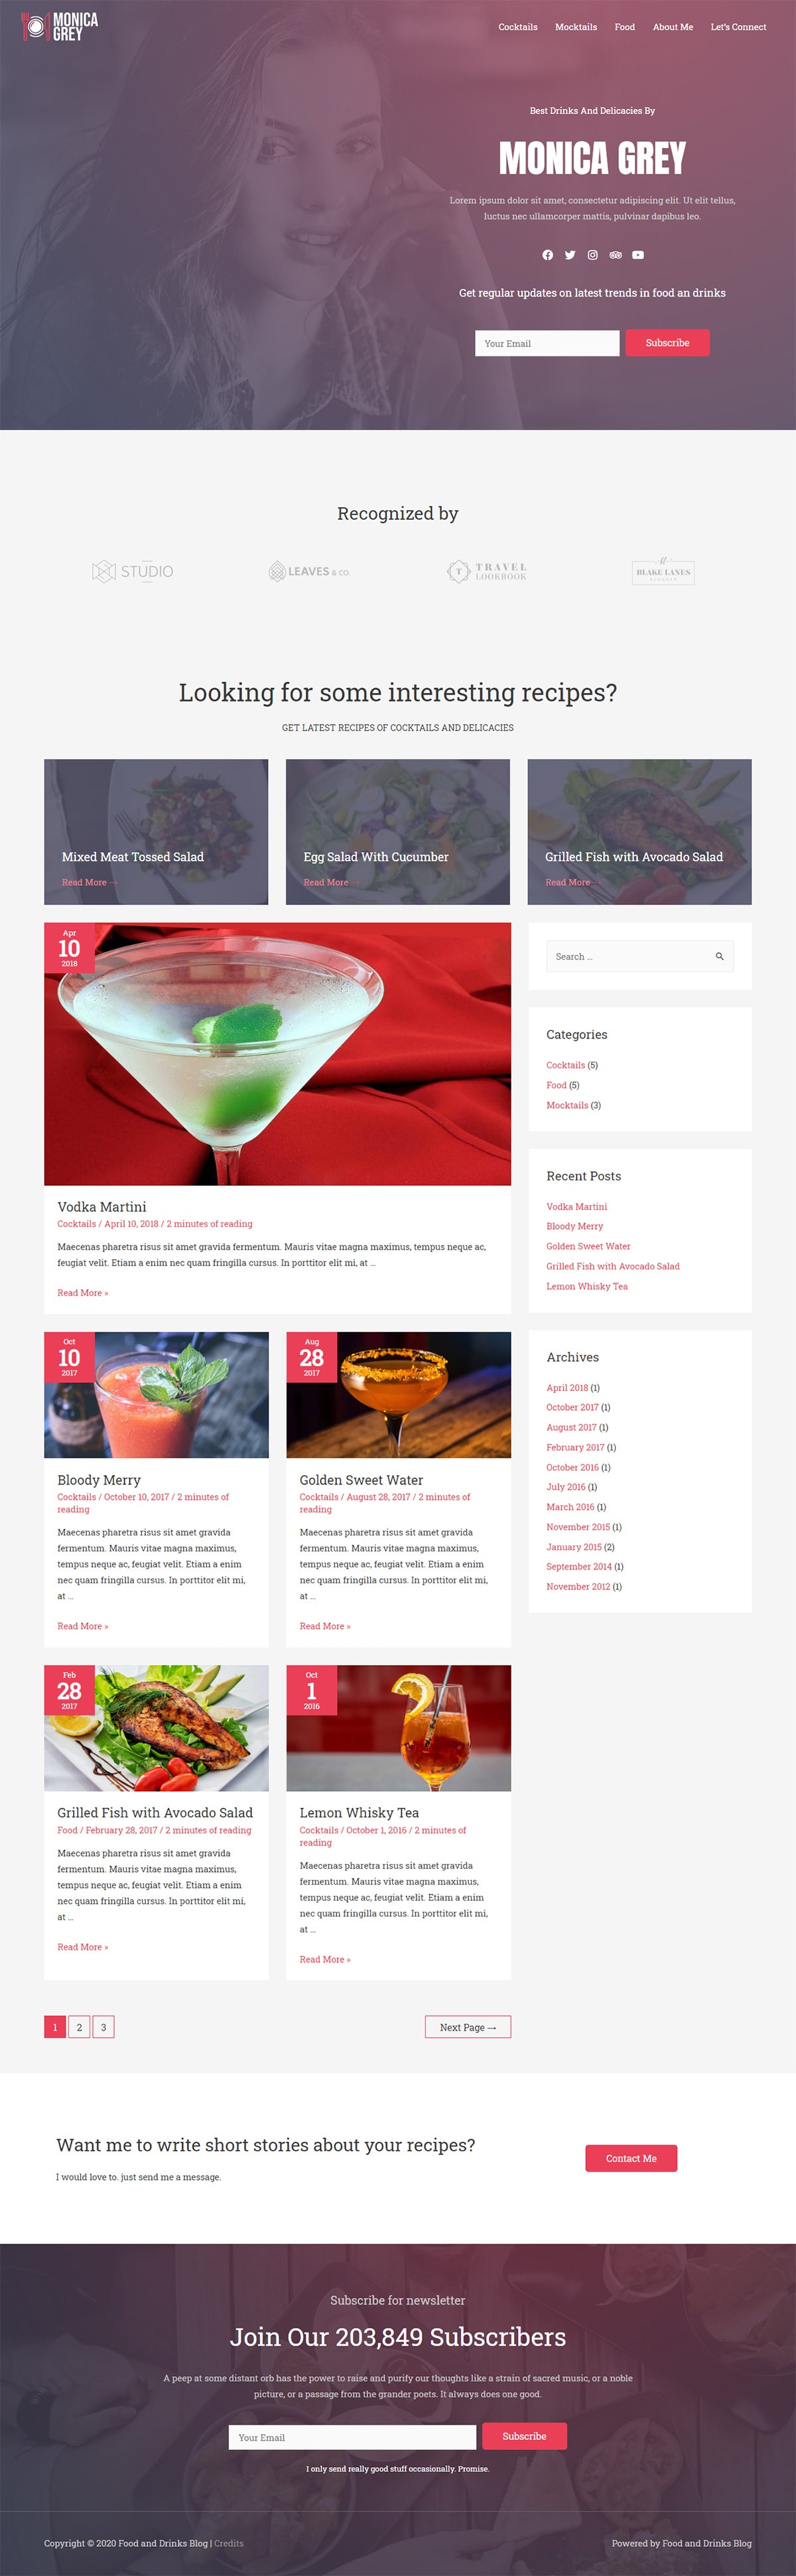 MONICA
GREY
Cocktails Mocktails Food About Me Let's Connect
Best Drinks And Delicacies By
MONICA GREY
Lorem ipsum dolor sit amet, consectetur adipiscing elit. Ut elit tellus,
luctus nec ullamcorper mattis, pulvinar dapibus leo.
Get regular updates on latest trends in food an drinks
Your Email Subscribe
Recognized by
STUDIO
LEAVES & CO.
T TRAVEL
LOOKBOOK
BLAKE LANES
Looking for some interesting recipes?
GET LATEST RECIPES OF COCKTAILS AND DELICACIES
Mixed Meat Tossed Salad
Read More →
Egg Salad With Cucumber
Read More →
Grilled Fish with Avocado Salad
Read More →
Apr
10
2018
Vodka Martini
Cocktails / April 10, 2018 / 2 minutes of reading
Maecenas pharetra risus sit amet gravida fermentum. Mauris vitae magna maximus, tempus neque ac,
feugiat velit. Etiam a enim nec quam fringilla cursus. In porttitor elit mi, at ...
Read More »
Oct
10
2017
Bloody Merry
Cocktails / October 10, 2017 / 2 minutes of
reading
Maecenas pharetra risus sit amet gravida
fermentum. Mauris vitae magna maximus,
tempus neque ac, feugiat velit. Etiam a enim
nec quam fringilla cursus. In porttitor elit mi,
at ...
Read More »
Aug
28
2017
Golden Sweet Water
Cocktails / August 28, 2017 / 2 minutes of
reading
Maecenas pharetra risus sit amet gravida
fermentum. Mauris vitae magna maximus,
tempus neque ac, feugiat velit. Etiam a enim
nec quam fringilla cursus. In porttitor elit mi,
at ...
Read More »
Feb
28
2017
Grilled Fish with Avocado Salad
Food / February 28, 2017 / 2 minutes of reading
Maecenas pharetra risus sit amet gravida
fermentum. Mauris vitae magna maximus,
tempus neque ac, feugiat velit. Etiam a enim
nec quam fringilla cursus. In porttitor elit mi,
at ...
Read More »
Oct
1
2016
Lemon Whisky Tea
Cocktails / October 1, 2016 / 2 minutes of
reading
Maecenas pharetra risus sit amet gravida
fermentum. Mauris vitae magna maximus,
tempus neque ac, feugiat velit. Etiam a enim
nec quam fringilla cursus. In porttitor elit mi,
at ...
Read More »
1 2 3 Next Page →
Search ...
Categories
Cocktails (5)
Food (5)
Mocktails (3)
Recent Posts
Vodka Martini
Bloody Merry
Golden Sweet Water
Grilled Fish with Avocado Salad
Lemon Whisky Tea
Archives
April 2018 (1)
October 2017 (1)
August 2017 (1)
February 2017 (1)
October 2016 (1)
July 2016 (1)
March 2016 (1)
November 2015 (1)
January 2015 (2)
September 2014 (1)
November 2012 (1)
Want me to write short stories about your recipes?
I would love to. just send me a message.
Contact Me
Subscribe for newsletter
Join Our 203,849 Subscribers
A peep at some distant orb has the power to raise and purify our thoughts like a strain of sacred music, or a noble
picture, or a passage from the grander poets. It always does one good.
Your Email Subscribe
I only send really good stuff occasionally. Promise.
Copyright © 2020 Food and Drinks Blog | Credits
Powered by Food and Drinks Blog